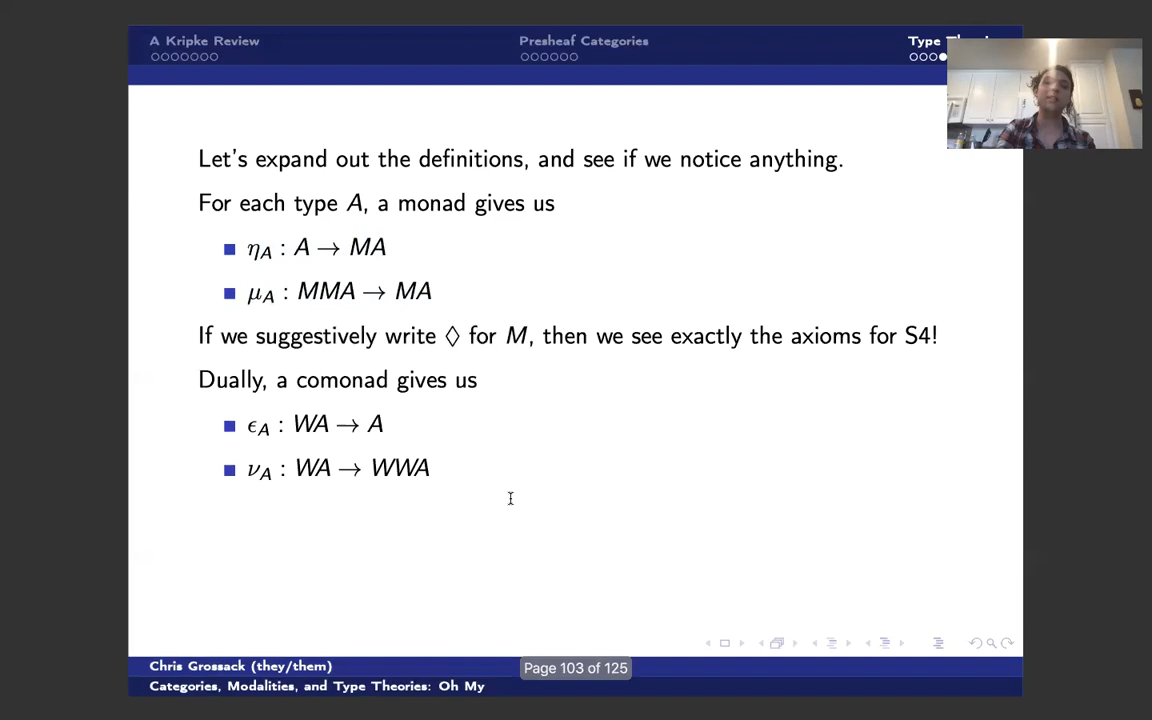 A Kripke Review
Presheaf Categories
Type
Let's expand out the definitions, and see if we notice anything.
For each type A, a monad gives us
η_A : A → MA
μ_A : MMA → MA
If we suggestively write ◊ for M, then we see exactly the axioms for S4!
Dually, a comonad gives us
ϵ_A : WA → A
ν_A : WA → WWA
Chris Grossack (they/them)
Page 103 of 125
Categories, Modalities, and Type Theories: Oh My